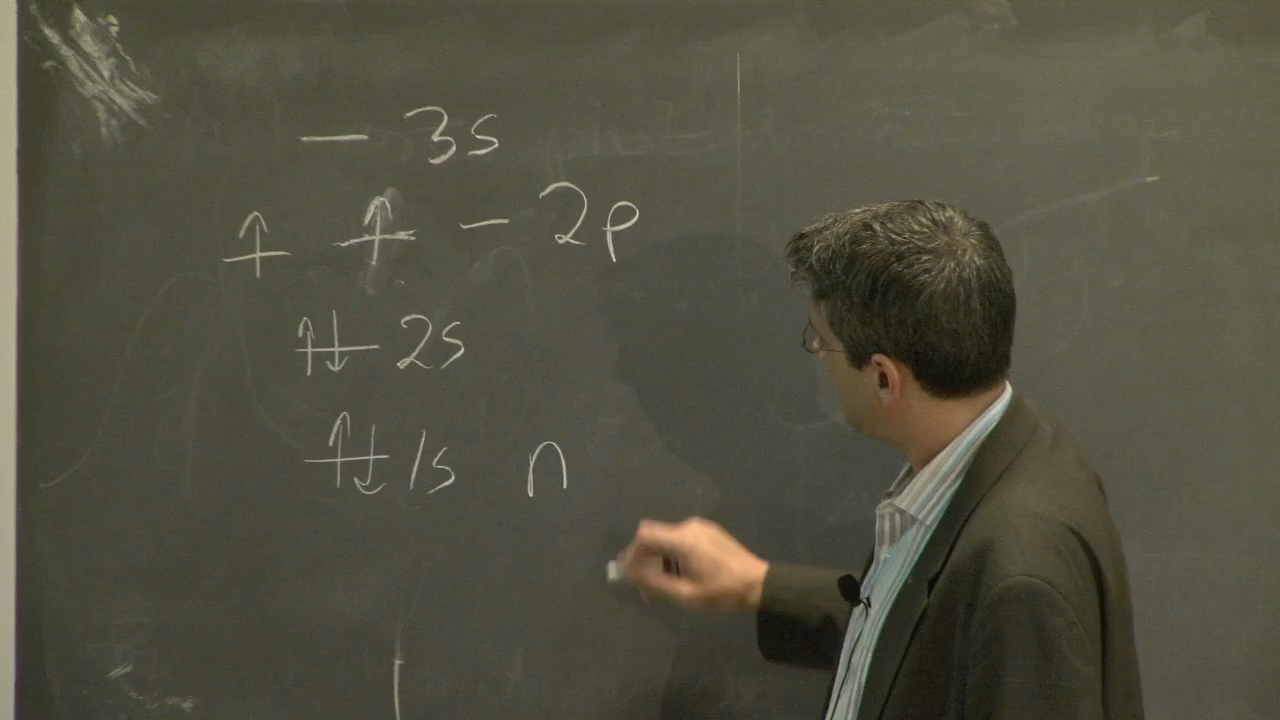 — 3s
↑ ↑ — 2p
↑↓ 2s
↑↓ 1s n